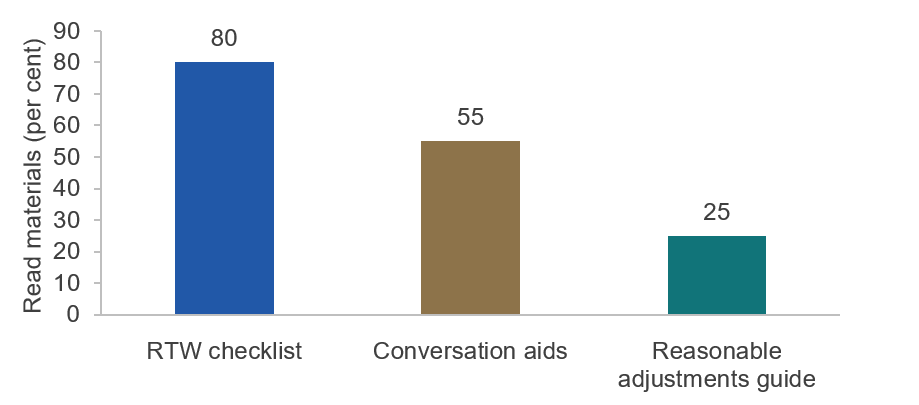 Read materials (per cent)
90
80
70
60
50
40
30
20
10
0
80
55
25
RTW checklist
Conversation aids
Reasonable
adjustments guide